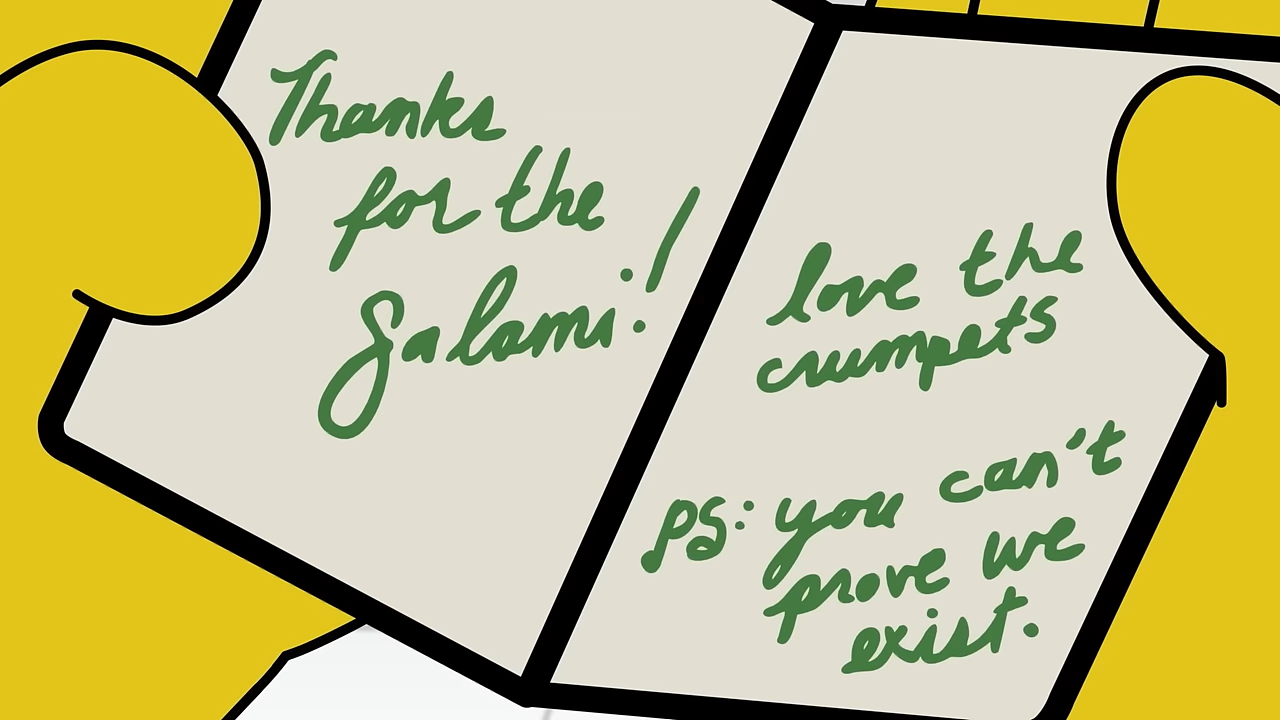 Thanks
for the
Salami!
love the
crumpets
PS: you can't
prove we
exist.